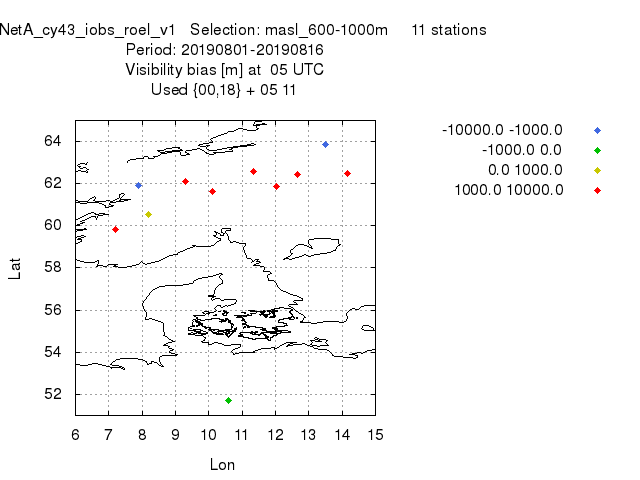 NetA_cy43_iobs_roel_v1 Selection: masl_600-1000m 11 stations
Period: 20190801-20190816
Visibility bias [m] at 05 UTC
Used {00,18} + 05 11
-10000.0 -1000.0
-1000.0 0.0
0.0 1000.0
1000.0 10000.0
64
62
60
58
56
54
52
Lat
6 7 8 9 10 11 12 13 14 15
Lon